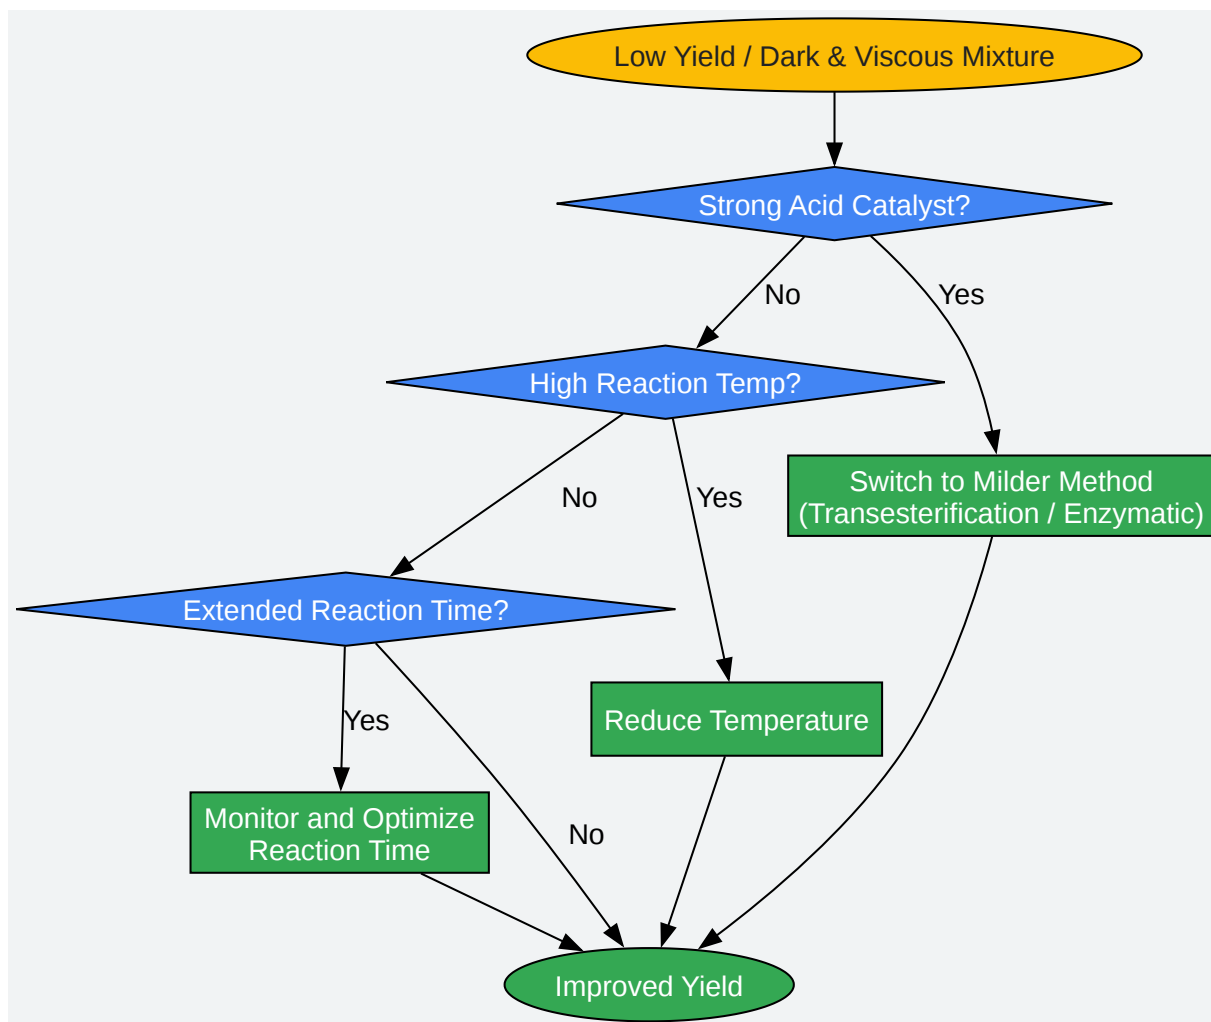 Low Yield / Dark & Viscous Mixture
Strong Acid Catalyst?
No
Yes
High Reaction Temp?
Switch to Milder Method
(Transesterification / Enzymatic)
No
Yes
Extended Reaction Time?
Reduce Temperature
Yes
Monitor and Optimize
Reaction Time
No
Improved Yield